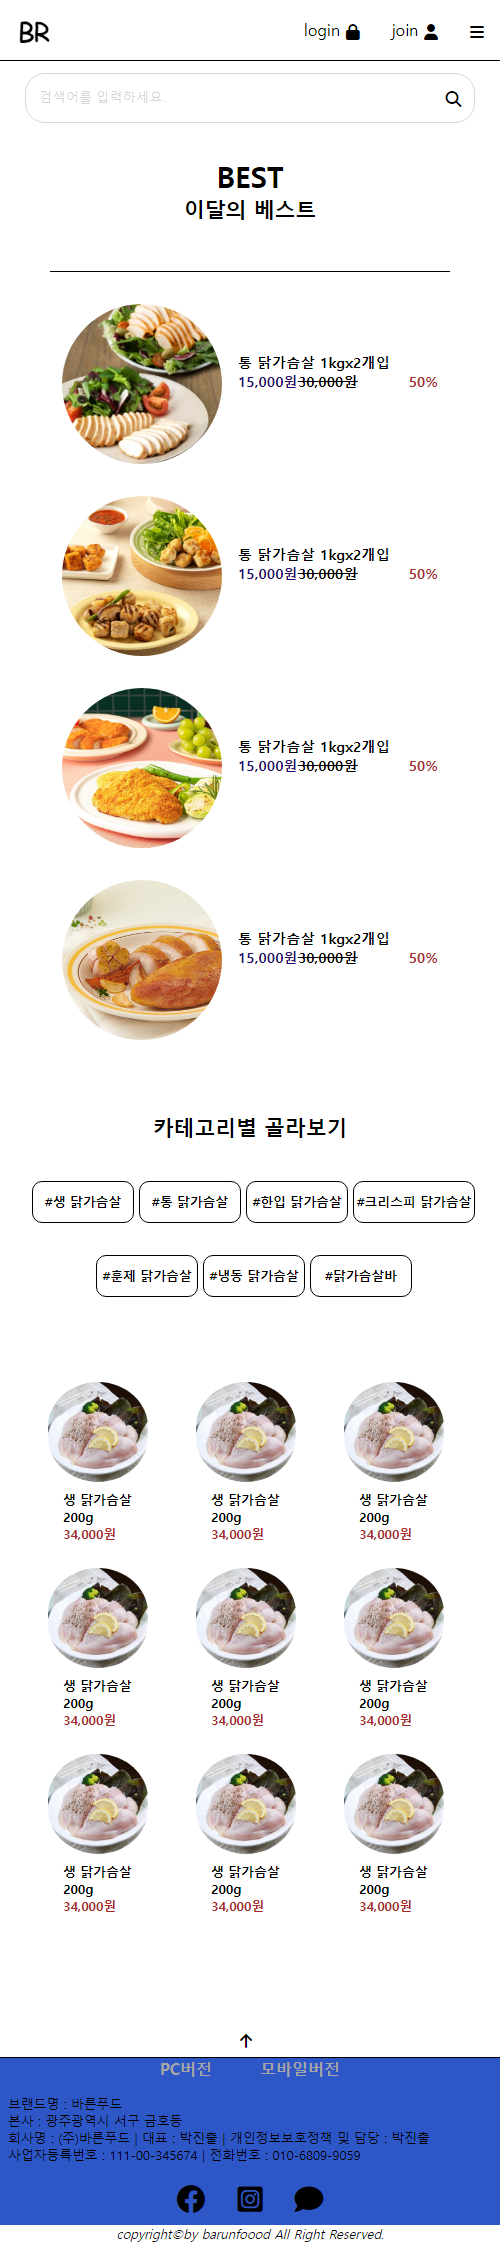 BR login join
검색어를 입력하세요.
BEST
이달의 베스트
통 닭가슴살 1kgx2개입
15,000원30,000원 50%
통 닭가슴살 1kgx2개입
15,000원30,000원 50%
통 닭가슴살 1kgx2개입
15,000원30,000원 50%
통 닭가슴살 1kgx2개입
15,000원30,000원 50%
카테고리별 골라보기
#생 닭가슴살 #통 닭가슴살 #한입 닭가슴살 #크리스피 닭가슴살
#훈제 닭가슴살 #냉동 닭가슴살 #닭가슴살바
생 닭가슴살 생 닭가슴살 생 닭가슴살
200g 200g 200g
34,000원 34,000원 34,000원
생 닭가슴살 생 닭가슴살 생 닭가슴살
200g 200g 200g
34,000원 34,000원 34,000원
생 닭가슴살 생 닭가슴살 생 닭가슴살
200g 200g 200g
34,000원 34,000원 34,000원
PC버전 모바일버전
브랜드명 : 바른푸드
본사 : 광주광역시 서구 금호동
회사명 : (주)바른푸드 | 대표 : 박진출 | 개인정보보호정책 및 담당 : 박진출
사업자등록번호 : 111-00-345674 | 전화번호 : 010-6809-9059
copyright©by barunfoood All Right Reserved.